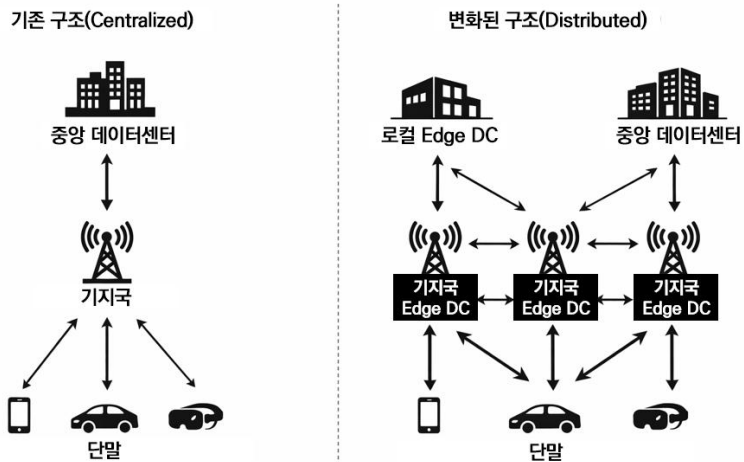 기존 구조(Centralized)
중앙 데이터센터
기지국
단말
변화된 구조(Distributed)
로컬 Edge DC
중앙 데이터센터
기지국
Edge DC
기지국
Edge DC
기지국
Edge DC
단말